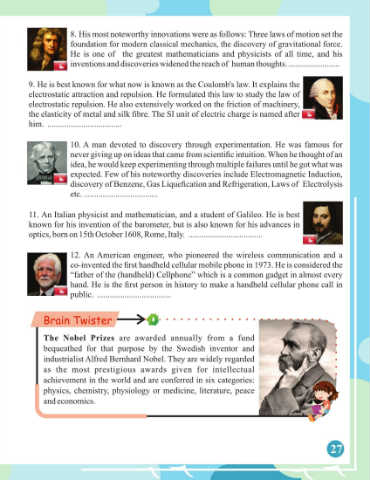 8. His most noteworthy innovations were as follows: Three laws of motion set the
foundation for modern classical mechanics, the discovery of gravitational force.
He is one of the greatest mathematicians and physicists of all time, and his
inventions and discoveries widened the reach of human thoughts. ........................
9. He is best known for what now is known as the Coulomb's law. It explains the
electrostatic attraction and repulsion. He formulated this law to study the law of
electrostatic repulsion. He also extensively worked on the friction of machinery,
the elasticity of metal and silk fibre. The SI unit of electric charge is named after
him. ..................................
10. A man devoted to discovery through experimentation. He was famous for
never giving up on ideas that came from scientific intuition. When he thought of an
idea, he would keep experimenting through multiple failures until he got what was
expected. Few of his noteworthy discoveries include Electromagnetic Induction,
discovery of Benzene, Gas Liquefication and Refrigeration, Laws of Electrolysis
etc. ..................................
11. An Italian physicist and mathematician, and a student of Galileo. He is best
known for his invention of the barometer, but is also known for his advances in
optics, born on 15th October 1608, Rome, Italy. ..................................
12. An American engineer, who pioneered the wireless communication and a
co-invented the first handheld cellular mobile phone in 1973. He is considered the
"father of the (handheld) Cellphone" which is a common gadget in almost every
hand. He is the first person in history to make a handheld cellular phone call in
public. ..................................
Brain Twister
The Nobel Prizes are awarded annually from a fund
bequeathed for that purpose by the Swedish inventor and
industrialist Alfred Bernhard Nobel. They are widely regarded
as the most prestigious awards given for intellectual
achievement in the world and are conferred in six categories:
physics, chemistry, physiology or medicine, literature, peace
and economics.
27